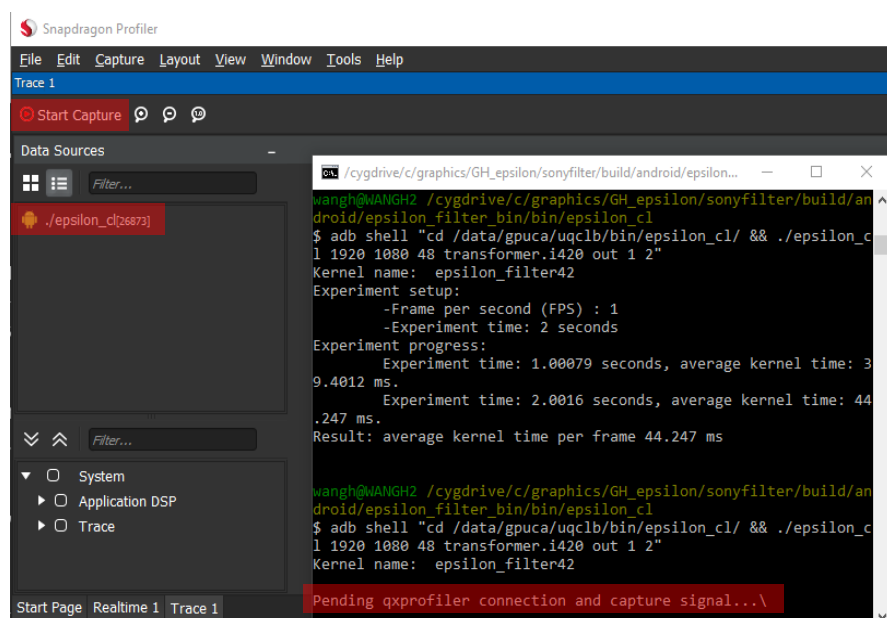 Snapdragon Profiler
File Edit Capture Layout View Window Tools Help
Trace 1
Start Capture
Data Sources
Filter...
./epsilon_cl[26873]
Filter...
System
Application DSP
Trace
Start Page Realtime 1 Trace 1
/cygdrive/c/graphics/GH_epsilon/sonyfilter/build/android/epsilon...
wangh@WANGH2 /cygdrive/c/graphics/GH_epsilon/sonyfilter/build/an
droid/epsilon_filter_bin/bin/epsilon_cl
$ adb shell "cd /data/gpuca/uqclb/bin/epsilon_cl/ && ./epsilon_c
l 1920 1080 48 transformer.i420 out 1 2"
Kernel name: epsilon_filter42
Experiment setup:
-Frame per second (FPS) : 1
-Experiment time: 2 seconds
Experiment progress:
Experiment time: 1.00079 seconds, average kernel time: 3
9.4012 ms.
Experiment time: 2.0016 seconds, average kernel time: 44
.247 ms.
Result: average kernel time per frame 44.247 ms
wangh@WANGH2 /cygdrive/c/graphics/GH_epsilon/sonyfilter/build/an
droid/epsilon_filter_bin/bin/epsilon_cl
$ adb shell "cd /data/gpuca/uqclb/bin/epsilon_cl/ && ./epsilon_c
l 1920 1080 48 transformer.i420 out 1 2"
Kernel name: epsilon_filter42
Pending qxprofiler connection and capture signal...\